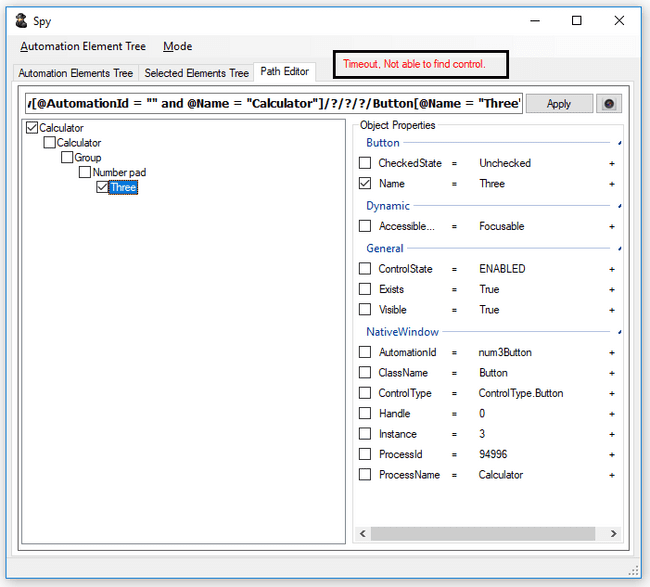 Spy
Automation Element Tree Mode
Timeout, Not able to find control.
Automation Elements Tree Selected Elements Tree Path Editor
[@AutomationId = "" and @Name = "Calculator"]/?/?/?/Button[@Name = "Three" Apply
Calculator
Calculator
Group
Number pad
Three
Object Properties
Button
CheckedState = Unchecked +
Name = Three +
Dynamic
Accessible... = Focusable +
General
ControlState = ENABLED +
Exists = True +
Visible = True +
NativeWindow
AutomationId = num3Button +
ClassName = Button +
ControlType = ControlType.Button +
Handle = 0 +
Instance = 3 +
ProcessId = 94996 +
ProcessName = Calculator +